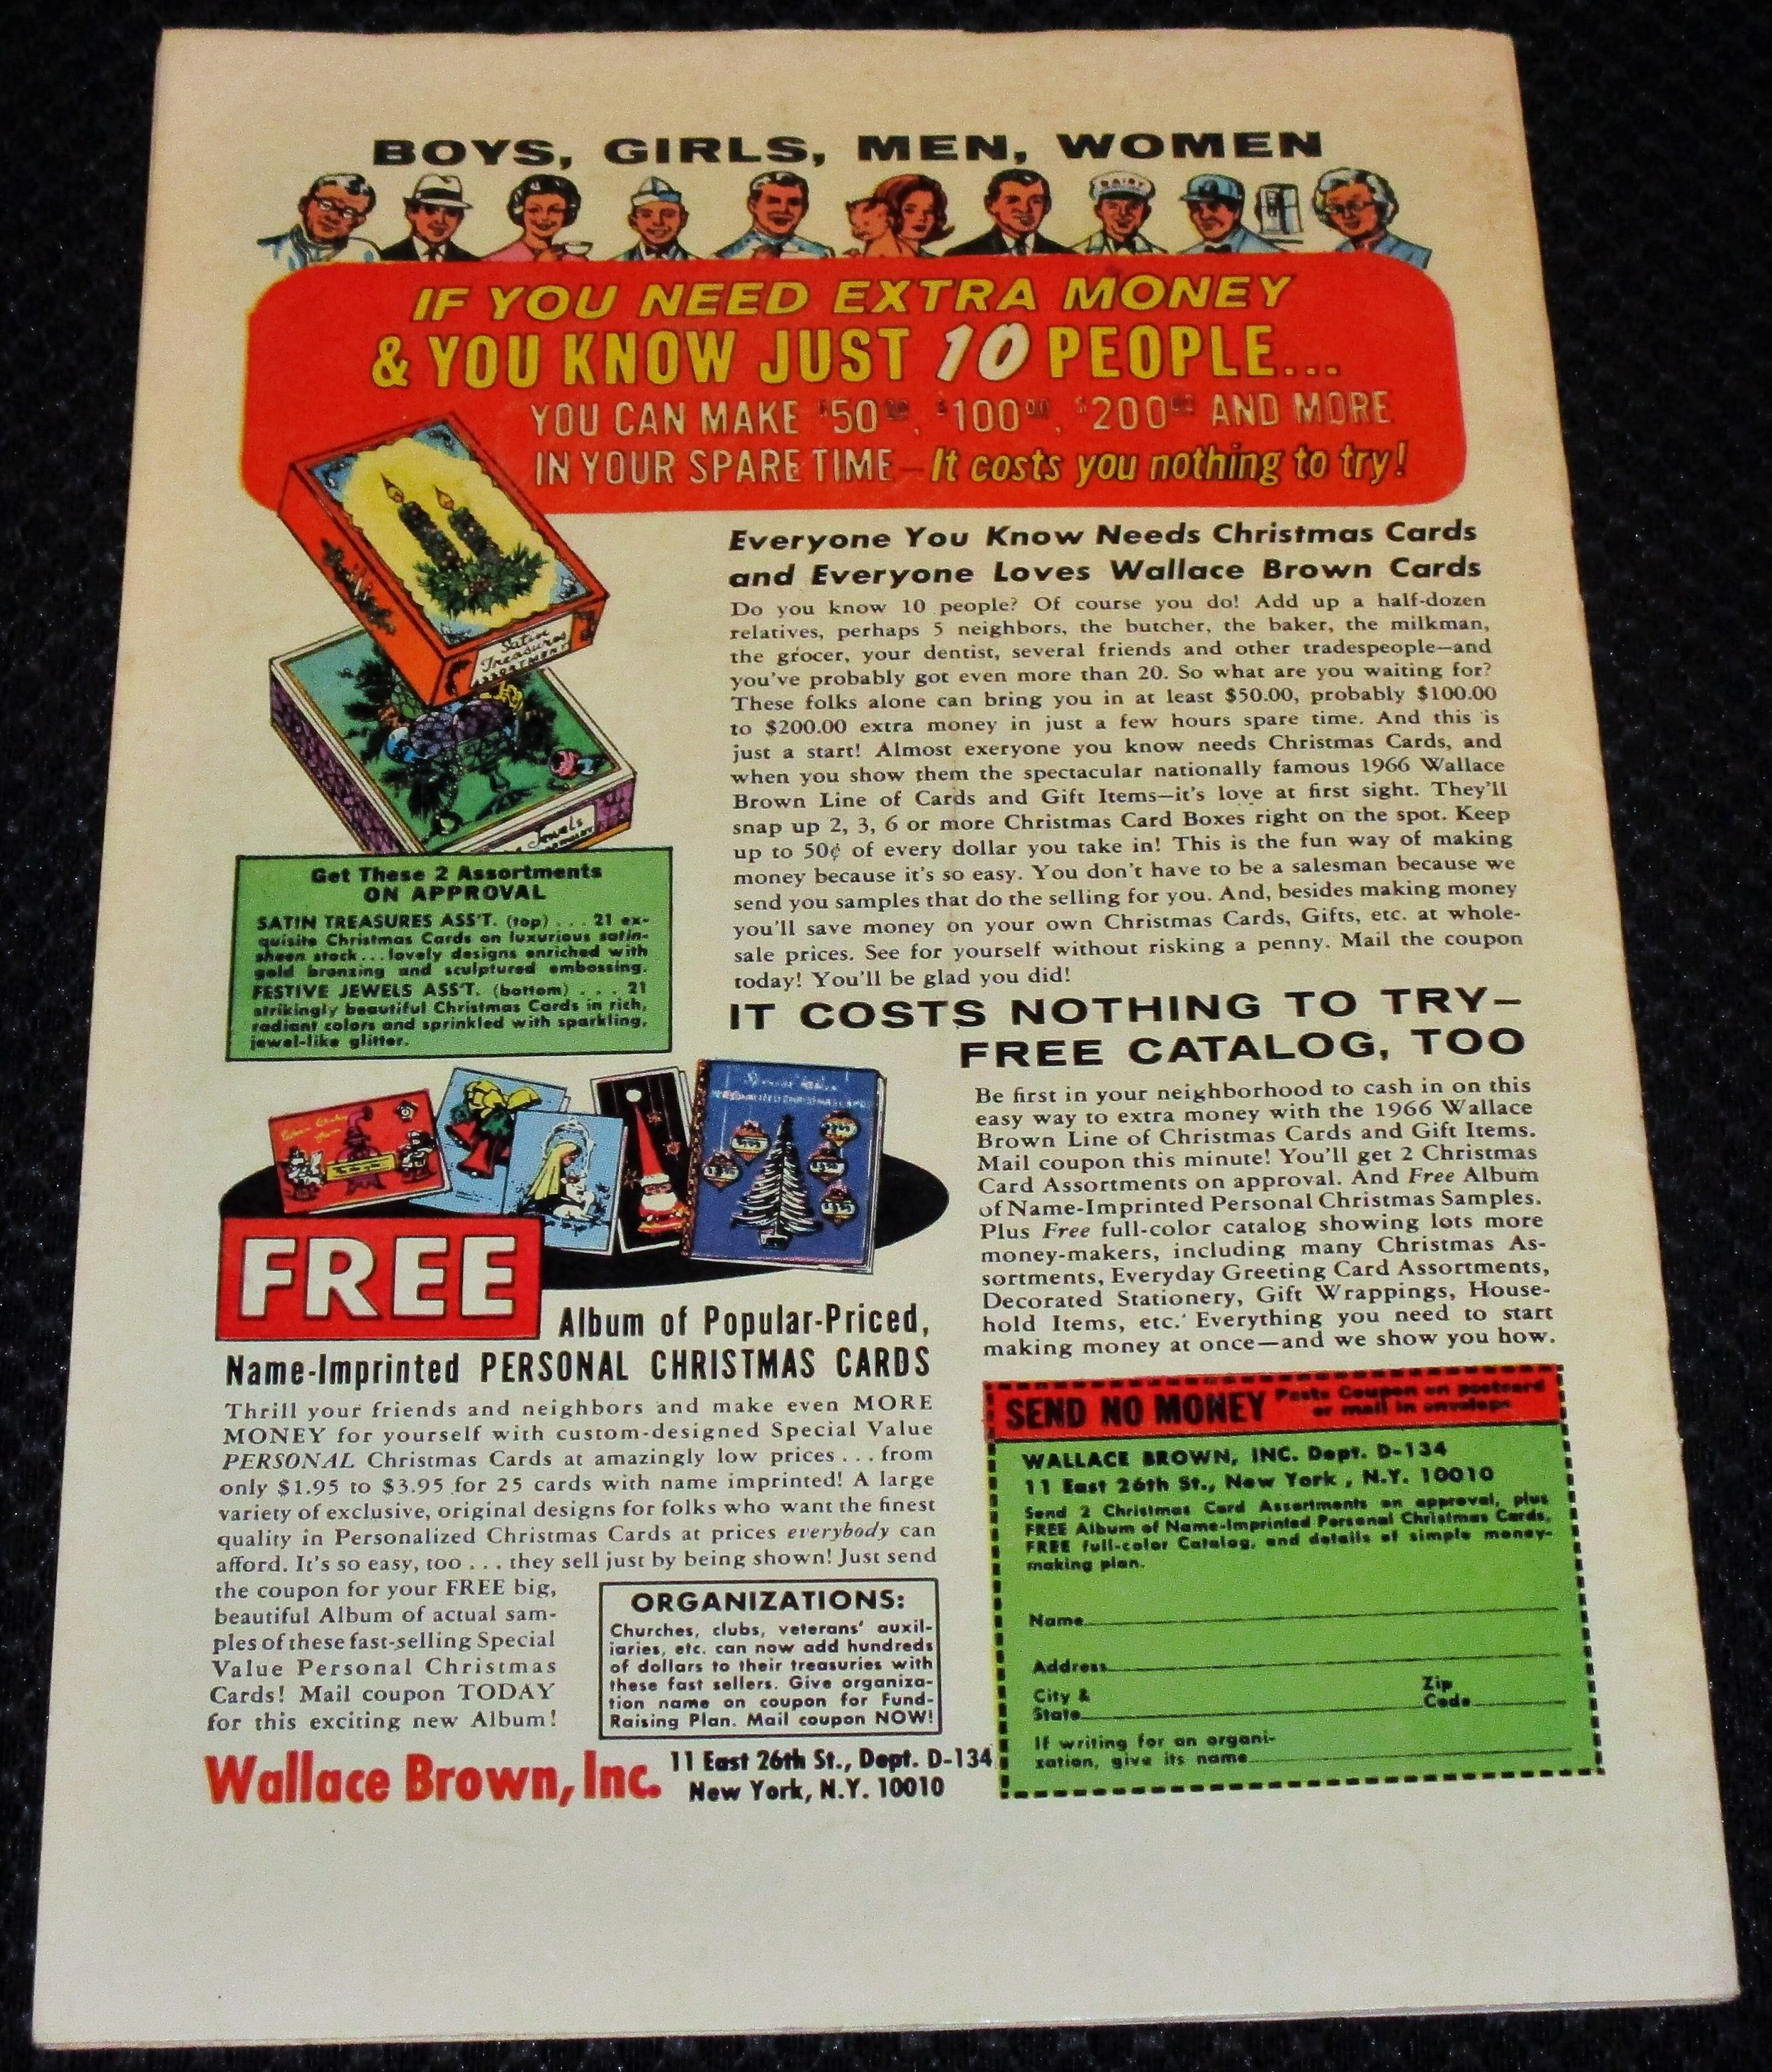 BOYS, GIRLS, MEN, WOMEN
DAIRY
IF YOU NEED EXTRA MONEY
& YOU KNOW JUST 10 PEOPLE...
YOU CAN MAKE $50.00, $100.00, $200.00 AND MORE
IN YOUR SPARE TIME—It costs you nothing to try!
Satin
Treasures
ASSORTMENT
Jewels
Get These 2 Assortments
ON APPROVAL
SATIN TREASURES ASS'T. (top) . . . 21 ex-
quisite Christmas Cards on luxurious satin-
sheen stock...lovely designs enriched with
gold bronzing and sculptured embossing.
FESTIVE JEWELS ASS'T. (bottom) . . . 21
strikingly beautiful Christmas Cards in rich,
radiant colors and sprinkled with sparkling,
jewel-like glitter.
Everyone You Know Needs Christmas Cards
and Everyone Loves Wallace Brown Cards
Do you know 10 people? Of course you do! Add up a half-dozen
relatives, perhaps 5 neighbors, the butcher, the baker, the milkman,
the grocer, your dentist, several friends and other tradespeople—and
you've probably got even more than 20. So what are you waiting for?
These folks alone can bring you in at least $50.00, probably $100.00
to $200.00 extra money in just a few hours spare time. And this is
just a start! Almost exeryone you know needs Christmas Cards, and
when you show them the spectacular nationally famous 1966 Wallace
Brown Line of Cards and Gift Items—it's love at first sight. They'll
snap up 2, 3, 6 or more Christmas Card Boxes right on the spot. Keep
up to 50¢ of every dollar you take in! This is the fun way of making
money because it's so easy. You don't have to be a salesman because we
send you samples that do the selling for you. And, besides making money
you'll save money on your own Christmas Cards, Gifts, etc. at whole-
sale prices. See for yourself without risking a penny. Mail the coupon
today! You'll be glad you did!
IT COSTS NOTHING TO TRY—
FREE CATALOG, TOO
Be first in your neighborhood to cash in on this
easy way to extra money with the 1966 Wallace
Brown Line of Christmas Cards and Gift Items.
Mail coupon this minute! You'll get 2 Christmas
Card Assortments on approval. And Free Album
of Name-Imprinted Personal Christmas Samples.
Plus Free full-color catalog showing lots more
money-makers, including many Christmas As-
sortments, Everyday Greeting Card Assortments,
Decorated Stationery, Gift Wrappings, House-
hold Items, etc. Everything you need to start
making money at once—and we show you how.
FREE
Album of Popular-Priced,
Name-Imprinted PERSONAL CHRISTMAS CARDS
Thrill your friends and neighbors and make even MORE
MONEY for yourself with custom-designed Special Value
PERSONAL Christmas Cards at amazingly low prices . . . from
only $1.95 to $3.95 for 25 cards with name imprinted! A large
variety of exclusive, original designs for folks who want the finest
quality in Personalized Christmas Cards at prices everybody can
afford. It's so easy, too . . . they sell just by being shown! Just send
the coupon for your FREE big,
beautiful Album of actual sam-
ples of these fast-selling Special
Value Personal Christmas
Cards! Mail coupon TODAY
for this exciting new Album!
ORGANIZATIONS:
Churches, clubs, veterans' auxil-
iaries, etc. can now add hundreds
of dollars to their treasuries with
these fast sellers. Give organiza-
tion name on coupon for Fund-
Raising Plan. Mail coupon NOW!
Wallace Brown, Inc.
11 East 26th St., Dept. D-134
New York, N.Y. 10010
SEND NO MONEY
Paste Coupon on postcard
or mail in envelope
WALLACE BROWN, INC. Dept. D-134
11 East 26th St., New York , N.Y. 10010
Send 2 Christmas Card Assortments on approval, plus
FREE Album of Name-Imprinted Personal Christmas Cards,
FREE full-color Catalog, and details of simple money-
making plan.
Name
Address
City &
State
Zip
Code
If writing for an organi-
zation, give its name